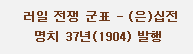 러일 전쟁 군표 - (은)십전
명치 37년(1904) 발행